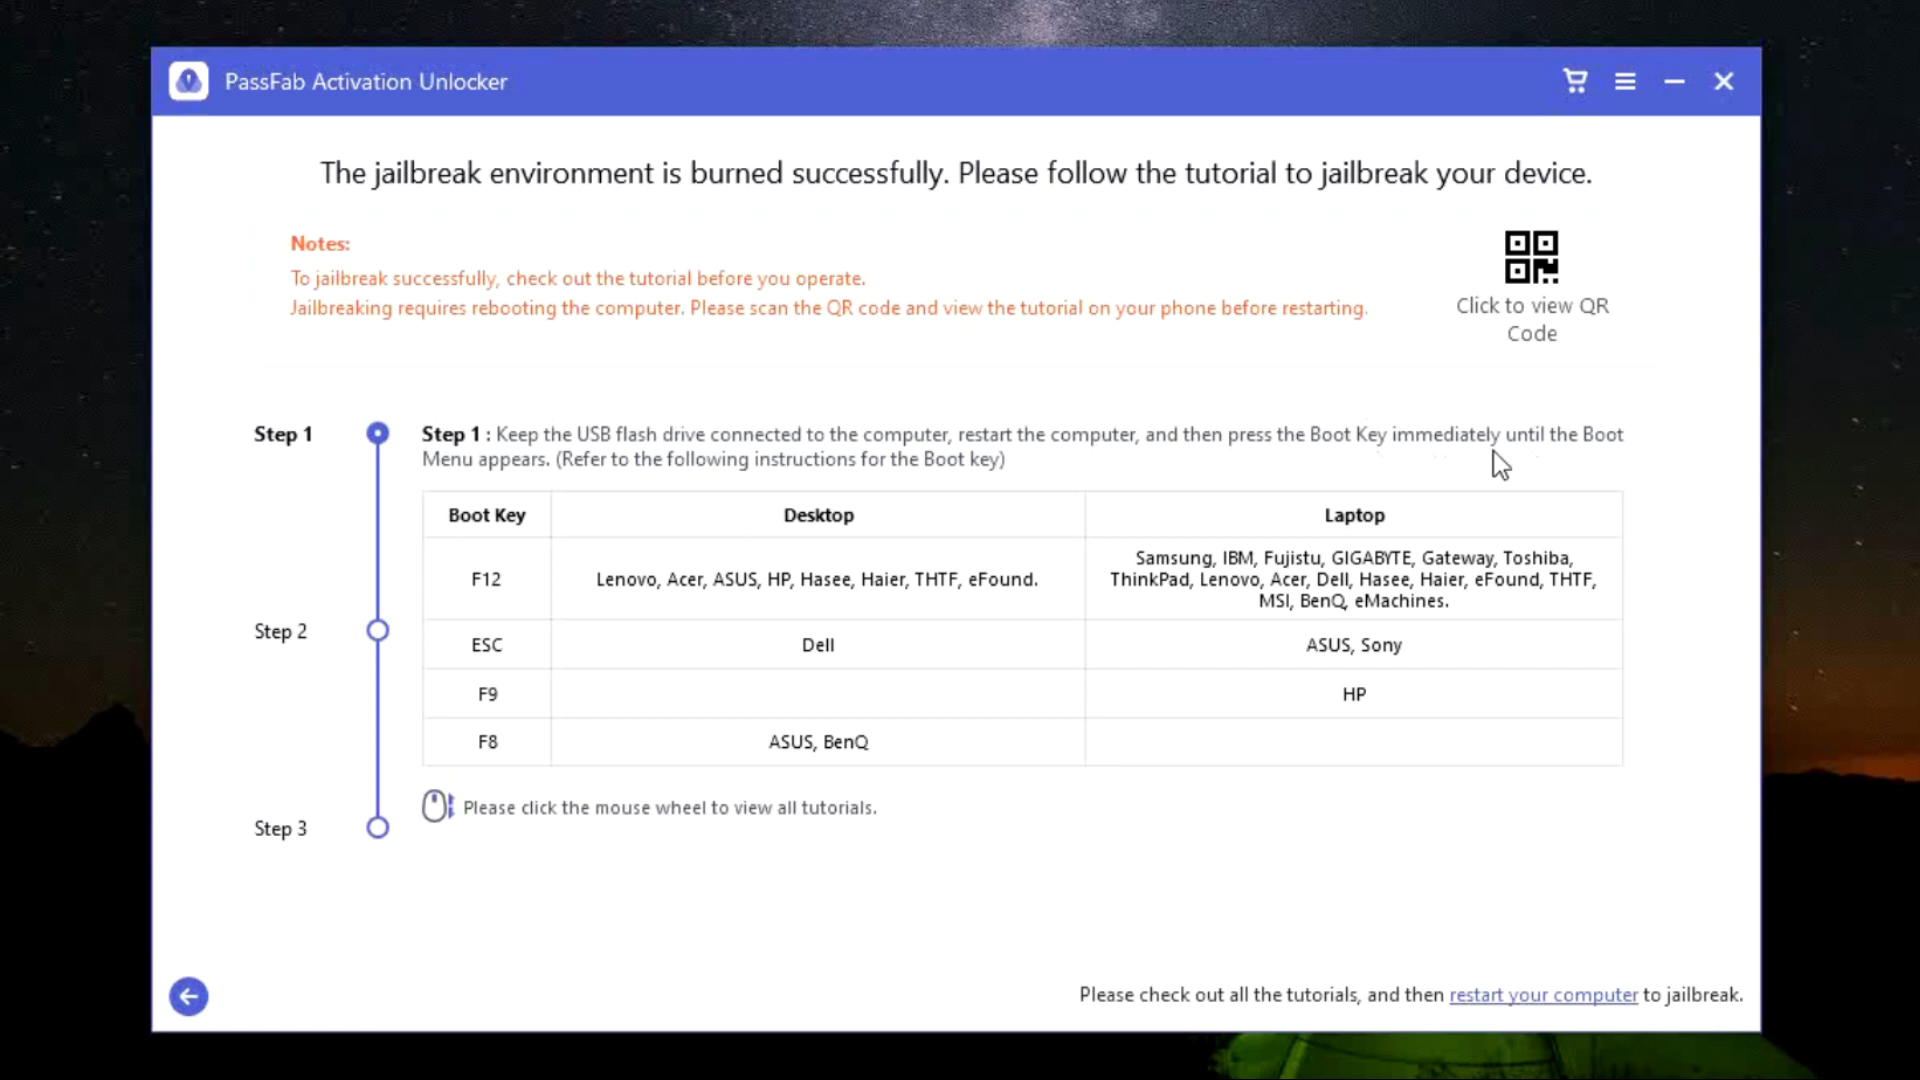 PassFab Activation Unlocker
The jailbreak environment is burned successfully. Please follow the tutorial to jailbreak your device.
Notes:
To jailbreak successfully, check out the tutorial before you operate.
Jailbreaking requires rebooting the computer. Please scan the QR code and view the tutorial on your phone before restarting.
Click to view QR
Code
Step 1
Step 1 : Keep the USB flash drive connected to the computer, restart the computer, and then press the Boot Key immediately until the Boot
Menu appears. (Refer to the following instructions for the Boot key)
Boot Key Desktop Laptop
F12 Lenovo, Acer, ASUS, HP, Hasee, Haier, THTF, eFound. Samsung, IBM, Fujistu, GIGABYTE, Gateway, Toshiba,
ThinkPad, Lenovo, Acer, Dell, Hasee, Haier, eFound, THTF,
MSI, BenQ, eMachines.
Step 2
ESC Dell ASUS, Sony
F9 HP
F8 ASUS, BenQ
Please click the mouse wheel to view all tutorials.
Step 3
Please check out all the tutorials, and then restart your computer to jailbreak.